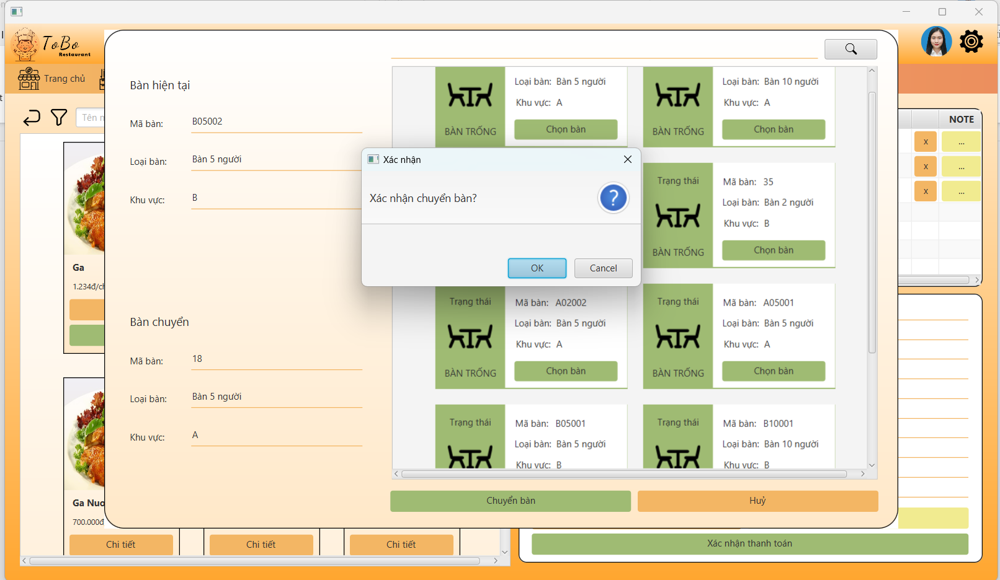 ToBo
Restaurant
Trang chủ
Tên
NOTE
x
...
x
...
x
...
Ga
1.234đ/ch
Ga Nuo
700.000đ
Chi tiết
Chi tiết
Chi tiết
Xác nhận thanh toán
Bàn hiện tại
Mã bàn: B05002
Loại bàn: Bàn 5 người
Khu vực: B
Bàn chuyển
Mã bàn: 18
Loại bàn: Bàn 5 người
Khu vực: A
Loại bàn: Bàn 5 người
Khu vực: A
BÀN TRỐNG
Chọn bàn
Loại bàn: Bàn 10 người
Khu vực: A
BÀN TRỐNG
Chọn bàn
Trạng thái
Mã bàn: 35
Loại bàn: Bàn 2 người
Khu vực: B
BÀN TRỐNG
Chọn bàn
Trạng thái
Mã bàn: A02002
Loại bàn: Bàn 5 người
Khu vực: A
BÀN TRỐNG
Chọn bàn
Trạng thái
Mã bàn: A05001
Loại bàn: Bàn 5 người
Khu vực: A
BÀN TRỐNG
Chọn bàn
Trạng thái
Mã bàn: B05001
Loại bàn: Bàn 5 người
Khu vực: B
Trạng thái
Mã bàn: B10001
Loại bàn: Bàn 10 người
Khu vực: B
Chuyển bàn
Huỷ
Xác nhận
Xác nhận chuyển bàn?
OK
Cancel